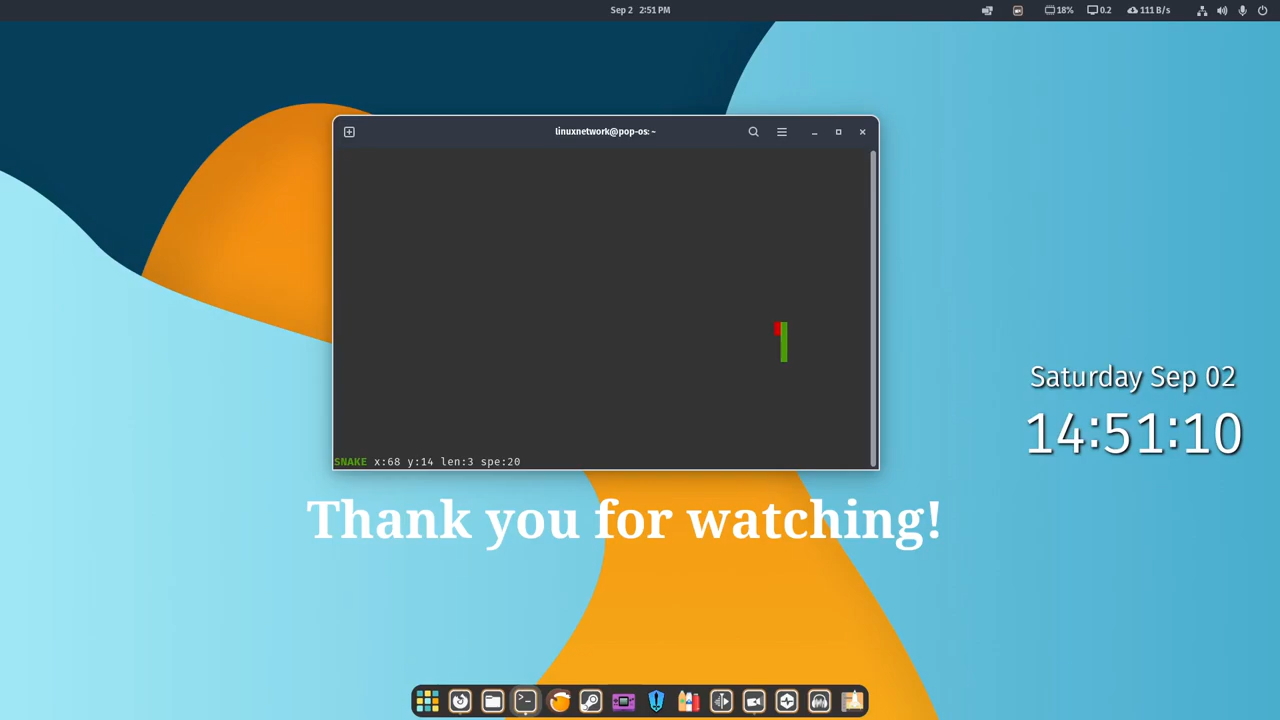 Sep 2 2:51 PM
18%
0.2
111 B/s
linuxnetwork@pop-os: ~
Saturday Sep 02
14:51:10
SNAKE x:68 y:14 len:3 spe:20
Thank you for watching!